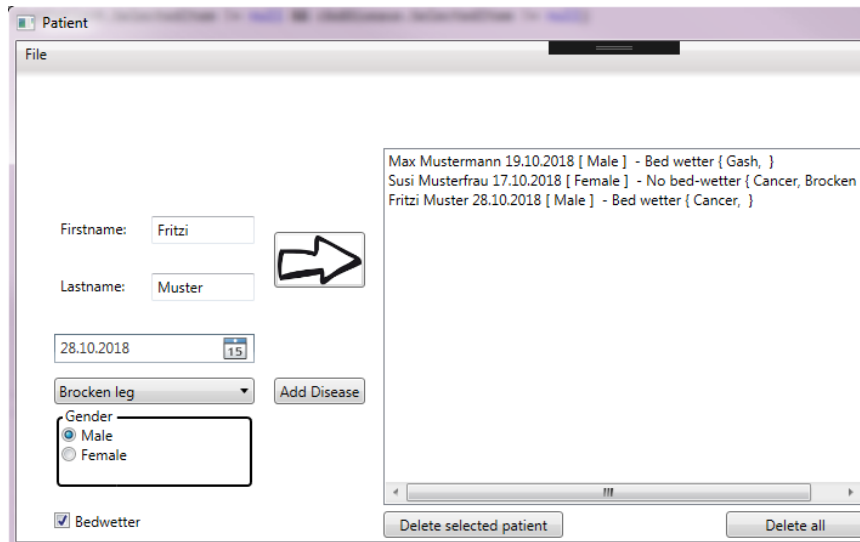 Patient
File
Max Mustermann 19.10.2018 [ Male ]  - Bed wetter { Gash,  }
Susi Musterfrau 17.10.2018 [ Female ]  - No bed-wetter { Cancer, Brocken
Fritzi Muster 28.10.2018 [ Male ]  - Bed wetter { Cancer,  }
Firstname:
Fritzi
Lastname:
Muster
28.10.2018
15
Brocken leg
Add Disease
Gender
Male
Female
Bedwetter
Delete selected patient
Delete all